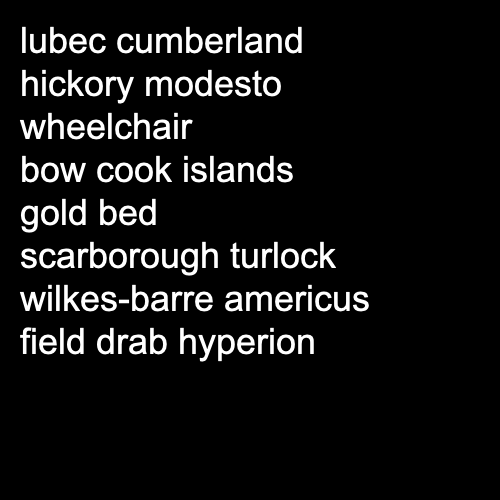 lubec cumberland
hickory modesto
wheelchair
bow cook islands
gold bed
scarborough turlock
wilkes-barre americus
field drab hyperion